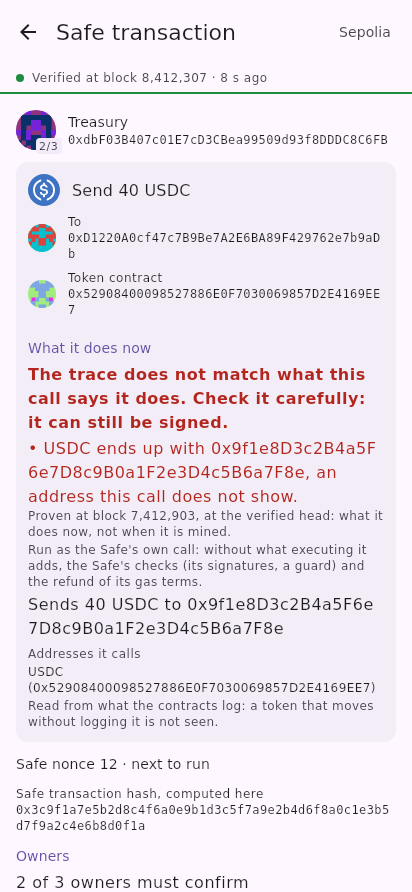 Safe transaction
Sepolia
Verified at block 8,412,307 · 8 s ago
Treasury
0xdbF03B407c01E7cD3CBea99509d93f8DDDC8C6FB
2/3
Send 40 USDC
To
0xD1220A0cf47c7B9Be7A2E6BA89F429762e7b9aD
b
Token contract
0x52908400098527886E0F7030069857D2E4169EE
7
What it does now
The trace does not match what this
call says it does. Check it carefully:
it can still be signed.
• USDC ends up with 0x9f1e8D3c2B4a5F
6e7D8c9B0a1F2e3D4c5B6a7F8e, an
address this call does not show.
Proven at block 7,412,903, at the verified head: what it
does now, not when it is mined.
Run as the Safe's own call: without what executing it
adds, the Safe's checks (its signatures, a guard) and
the refund of its gas terms.
Sends 40 USDC to 0x9f1e8D3c2B4a5F6e
7D8c9B0a1F2e3D4c5B6a7F8e
Addresses it calls
USDC
(0x52908400098527886E0F7030069857D2E4169EE7)
Read from what the contracts log: a token that moves
without logging it is not seen.
Safe nonce 12 · next to run
Safe transaction hash, computed here
0x3c9f1a7e5b2d8c4f6a0e9b1d3c5f7a9e2b4d6f8a0c1e3b5
d7f9a2c4e6b8d0f1a
Owners
2 of 3 owners must confirm